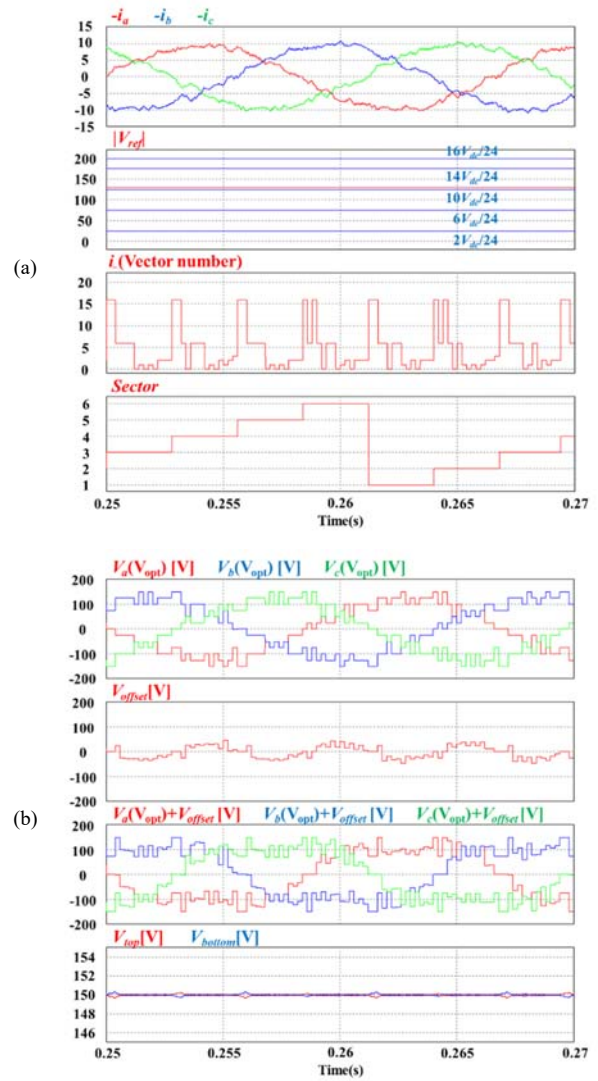 -ia -ib -ic
15
10
5
0
-5
-10
-15
|Vref|
200
150
100
50
0
16Vdc/24
14Vdc/24
10Vdc/24
6Vdc/24
2Vdc/24
(a)
i (Vector number)
20
15
10
5
0
Sector
6
5
4
3
2
1
0.25 0.255 0.26 0.265 0.27
Time(s)
Va(Vopt) [V] Vb(Vopt) [V] Vc(Vopt) [V]
200
100
0
-100
-200
Voffset[V]
200
100
0
-100
-200
(b)
Va(Vopt)+Voffset [V] Vb(Vopt)+Voffset [V] Vc(Vopt)+Voffset [V]
200
100
0
-100
-200
Vtop[V] Vbottom[V]
154
152
150
148
146
0.25 0.255 0.26 0.265 0.27
Time(s)